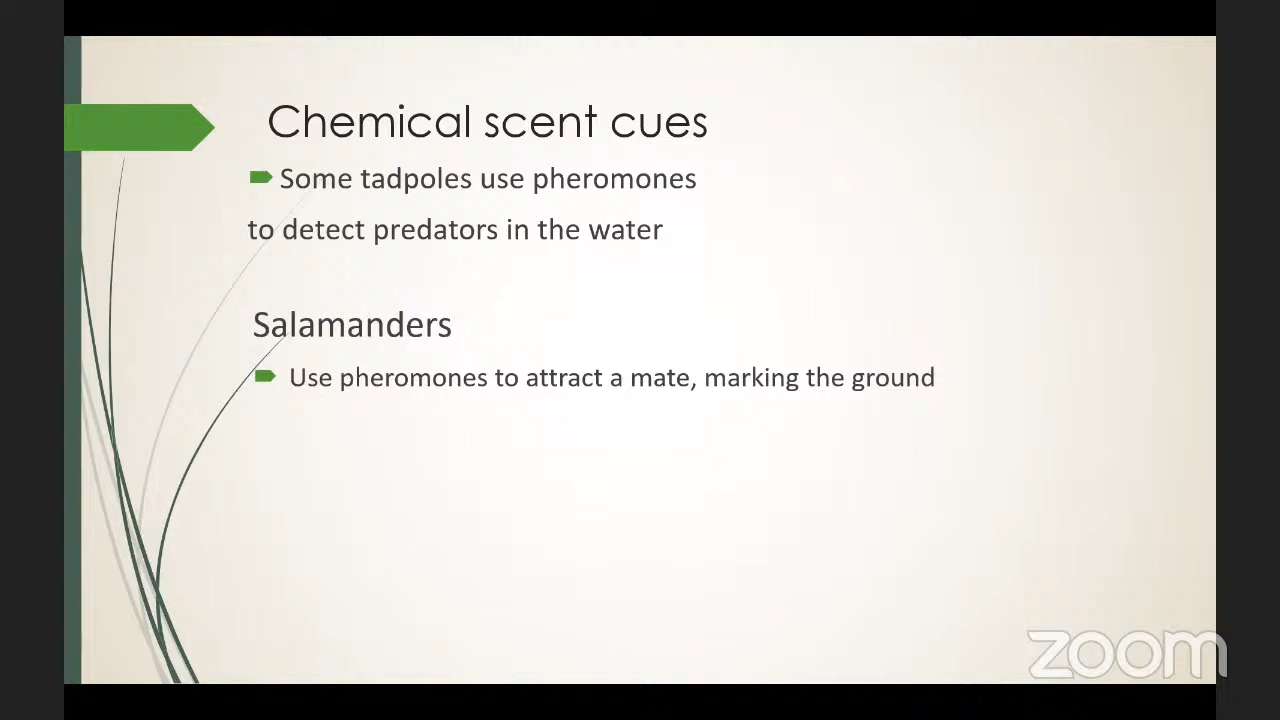 Chemical scent cues
Some tadpoles use pheromones
to detect predators in the water
Salamanders
Use pheromones to attract a mate, marking the ground
zoom